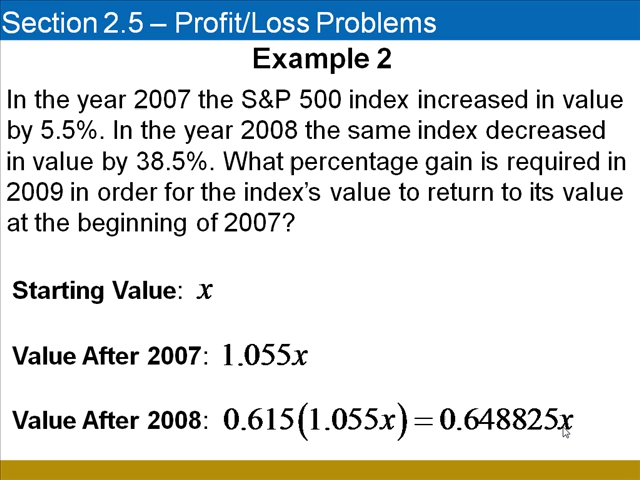 Section 2.5 – Profit/Loss Problems
Example 2
In the year 2007 the S&P 500 index increased in value
by 5.5%. In the year 2008 the same index decreased
in value by 38.5%. What percentage gain is required in
2009 in order for the index's value to return to its value
at the beginning of 2007?
Starting Value: x
Value After 2007: 1.055x
Value After 2008: 0.615(1.055x) = 0.648825x